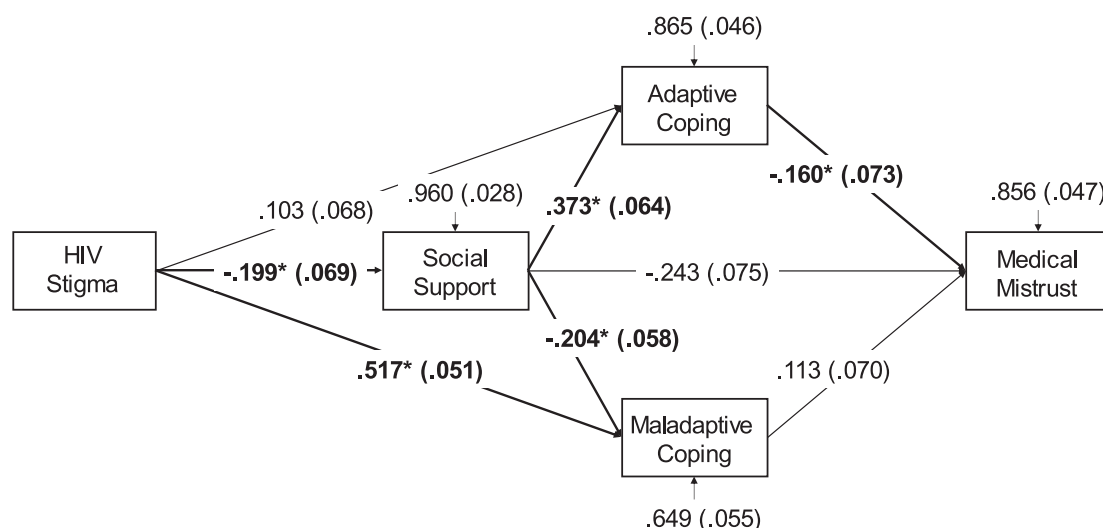 .865 (.046)
Adaptive
Coping
-.160* (.073)
.103 (.068)
.960 (.028)
.373* (.064)
.856 (.047)
HIV
Stigma
-.199* (.069)
Social
Support
-.243 (.075)
Medical
Mistrust
-.204* (.058)
.517* (.051)
.113 (.070)
Maladaptive
Coping
.649 (.055)